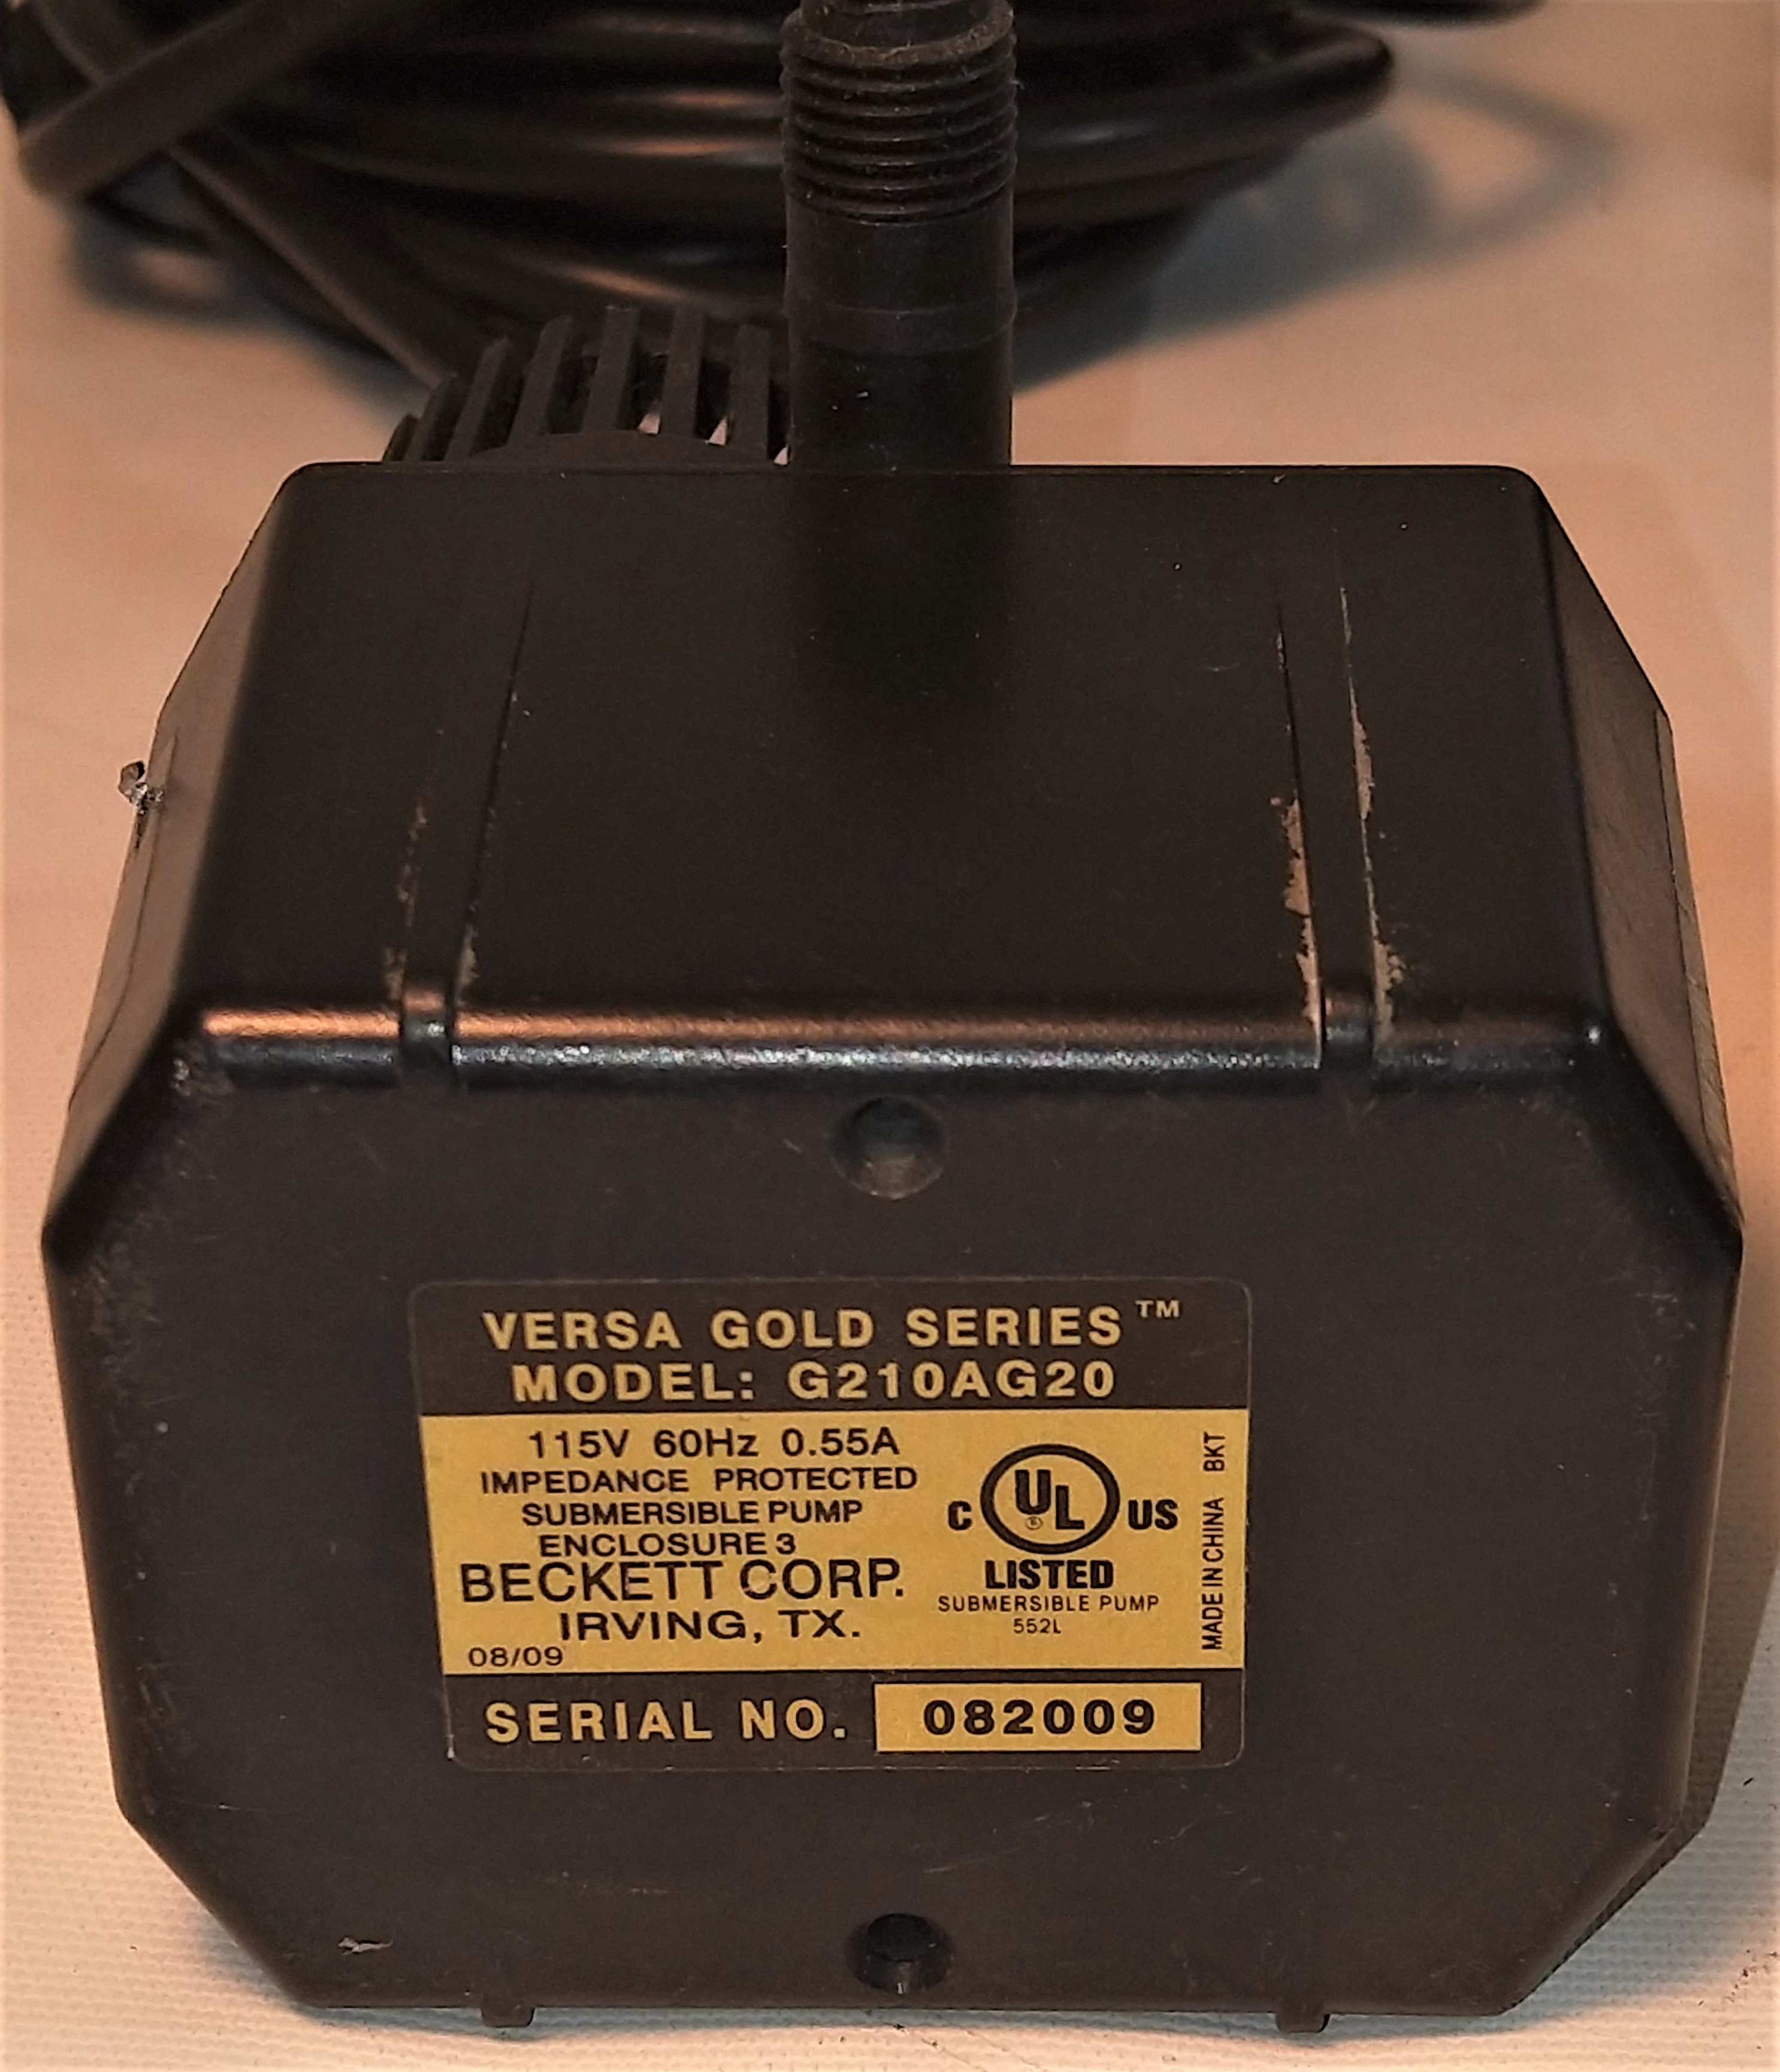 VERSA GOLD SERIES™
MODEL: G210AG20
115V 60Hz 0.55A
IMPEDANCE PROTECTED
SUBMERSIBLE PUMP
ENCLOSURE 3
BECKETT CORP.
IRVING, TX.
08/09
C UL® US
LISTED
SUBMERSIBLE PUMP
552L
MADE IN CHINA BKT
SERIAL NO. 082009